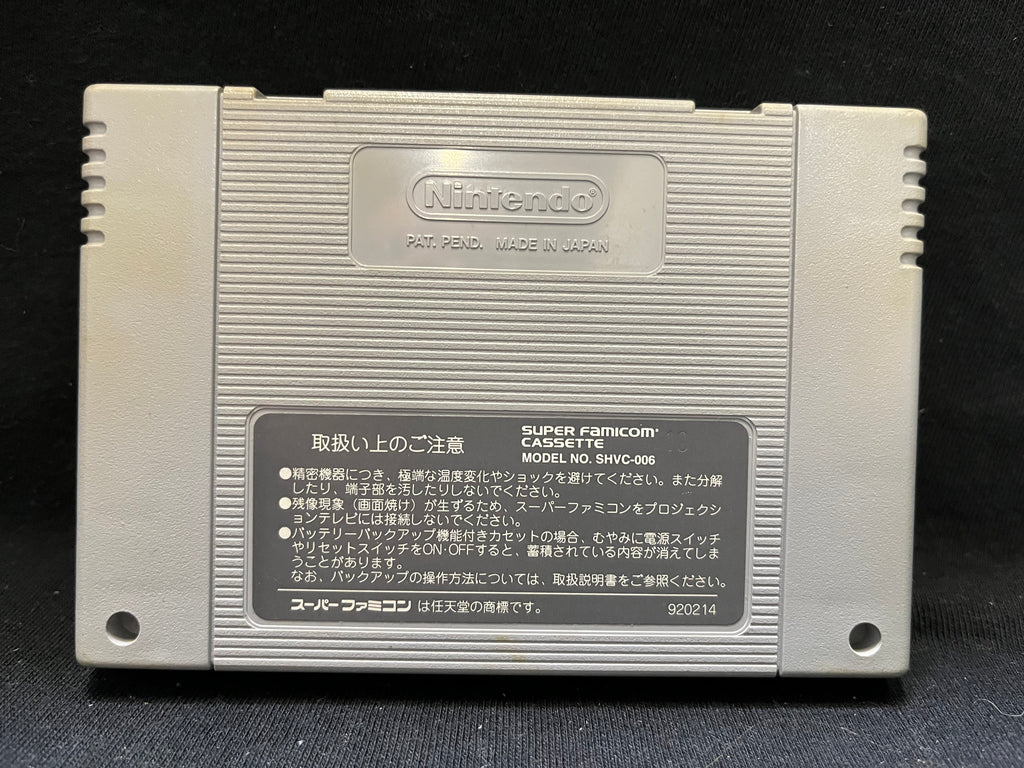 Nintendo®
PAT. PEND. MADE IN JAPAN
取扱い上のご注意
SUPER FAMICOM
CASSETTE
MODEL NO. SHVC-006
●精密機器につき、極端な温度変化やショックを避けてください。また分解
したり、端子部を汚したりしないでください。
●残像現象（画面焼け）が生ずるため、スーパーファミコンをプロジェクシ
ョンテレビには接続しないでください。
●バッテリーバックアップ機能付きカセットの場合、むやみに電源スイッチ
やリセットスイッチをON·OFFすると、蓄積されている内容が消えてしま
うことがあります。
なお、バックアップの操作方法については、取扱説明書をご参照ください。
スーパーファミコン は任天堂の商標です。
920214